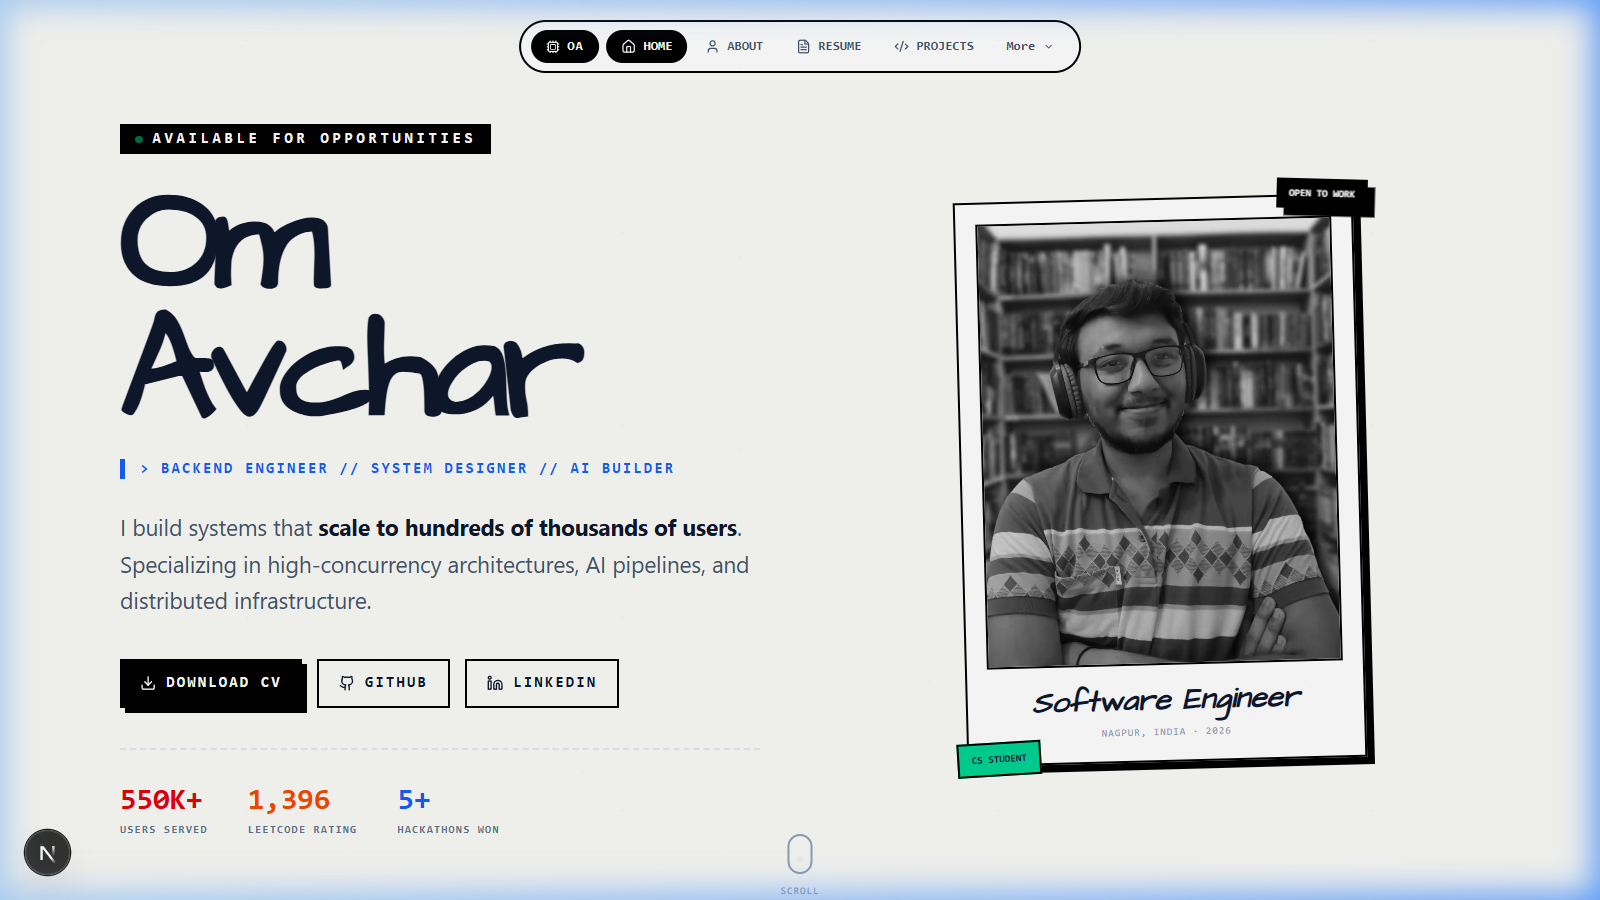 OA
HOME
ABOUT
RESUME
PROJECTS
More
AVAILABLE FOR OPPORTUNITIES
Om
Avchar
> BACKEND ENGINEER // SYSTEM DESIGNER // AI BUILDER
I build systems that scale to hundreds of thousands of users.
Specializing in high-concurrency architectures, AI pipelines, and
distributed infrastructure.
DOWNLOAD CV
GITHUB
LINKEDIN
550K+
USERS SERVED
1,396
LEETCODE RATING
5+
HACKATHONS WON
OPEN TO WORK
Software Engineer
NAGPUR, INDIA · 2026
CS STUDENT
N
SCROLL